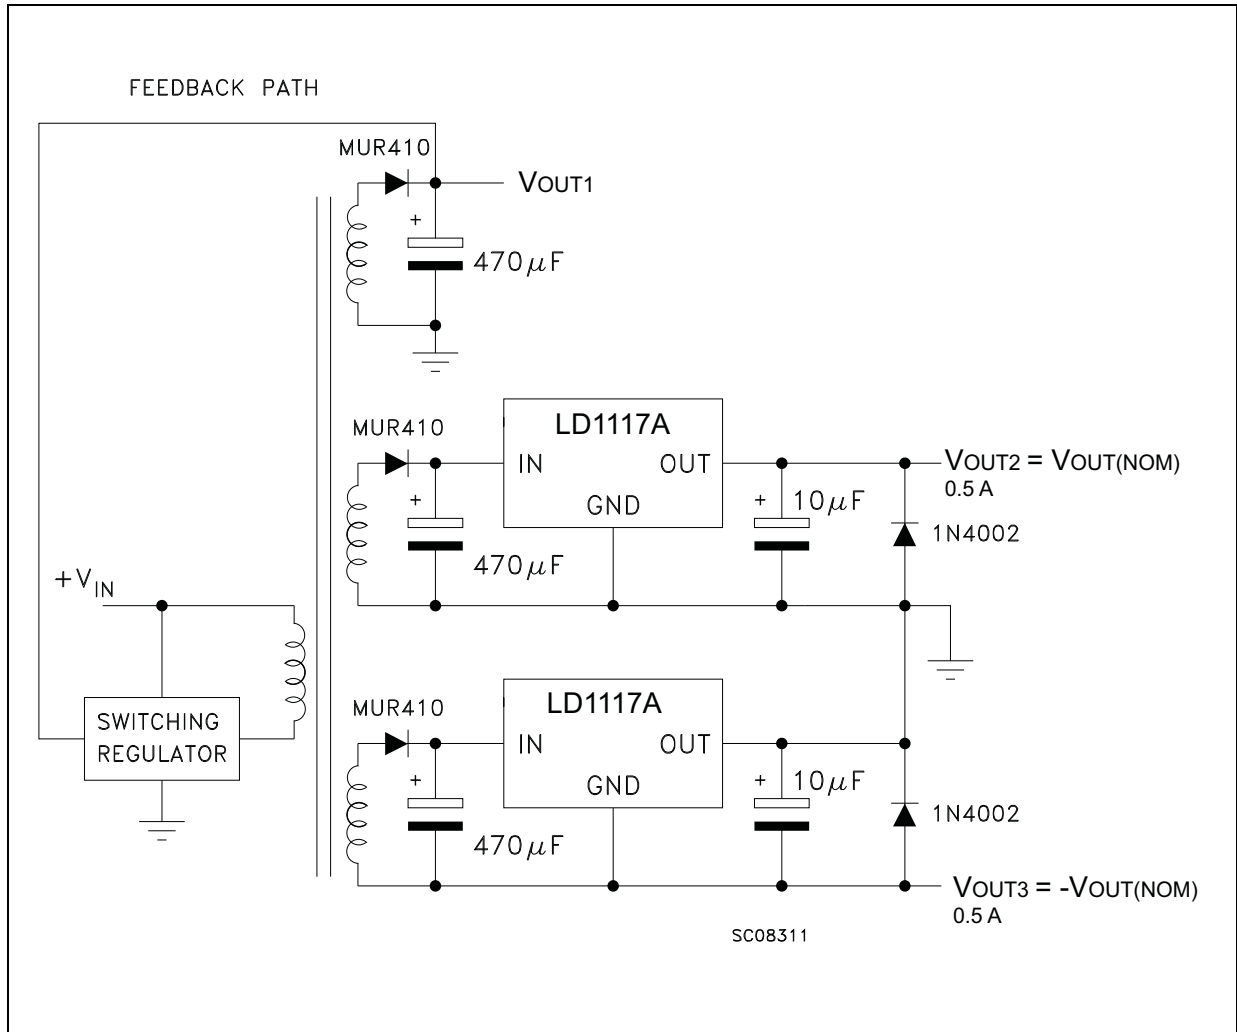 FEEDBACK PATH
MUR410
VOUT1
+
470μF
MUR410
LD1117A
IN
OUT
GND
+
470μF
+
10μF
VOUT2 = VOUT(NOM)
0.5 A
1N4002
+VIN
SWITCHING
REGULATOR
MUR410
LD1117A
IN
OUT
GND
+
470μF
+
10μF
1N4002
VOUT3 = -VOUT(NOM)
0.5 A
SC08311